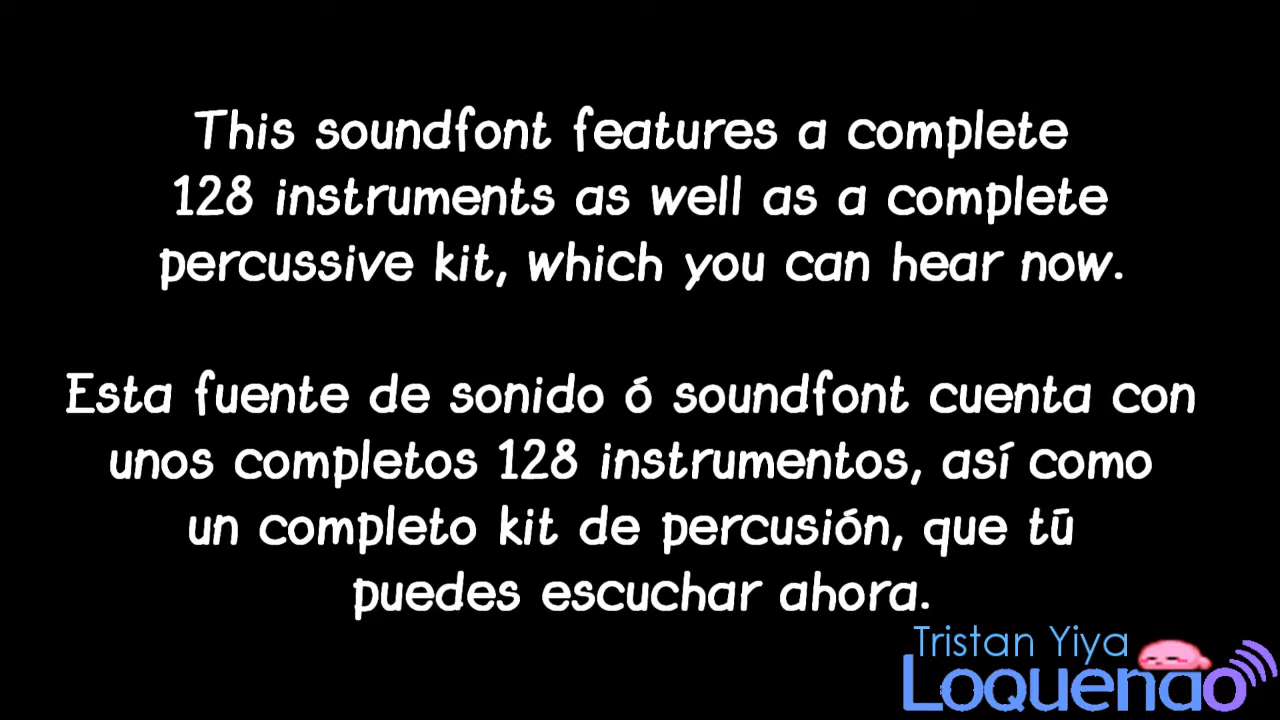 This soundfont features a complete
128 instruments as well as a complete
percussive kit, which you can hear now.
Esta fuente de sonido ó soundfont cuenta con
unos completos 128 instrumentos, así como
un completo kit de percusión, que tú
puedes escuchar ahora.
Tristan Yiya
Loquendo